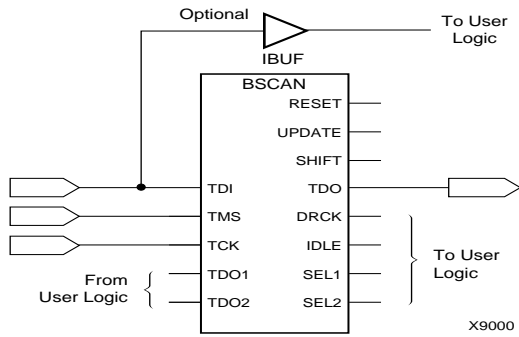 Optional
To User
Logic
IBUF
BSCAN
RESET
UPDATE
SHIFT
TDI
TDO
TMS
DRCK
TCK
IDLE
To User
Logic
From
User Logic
TDO1
SEL1
TDO2
SEL2
X9000